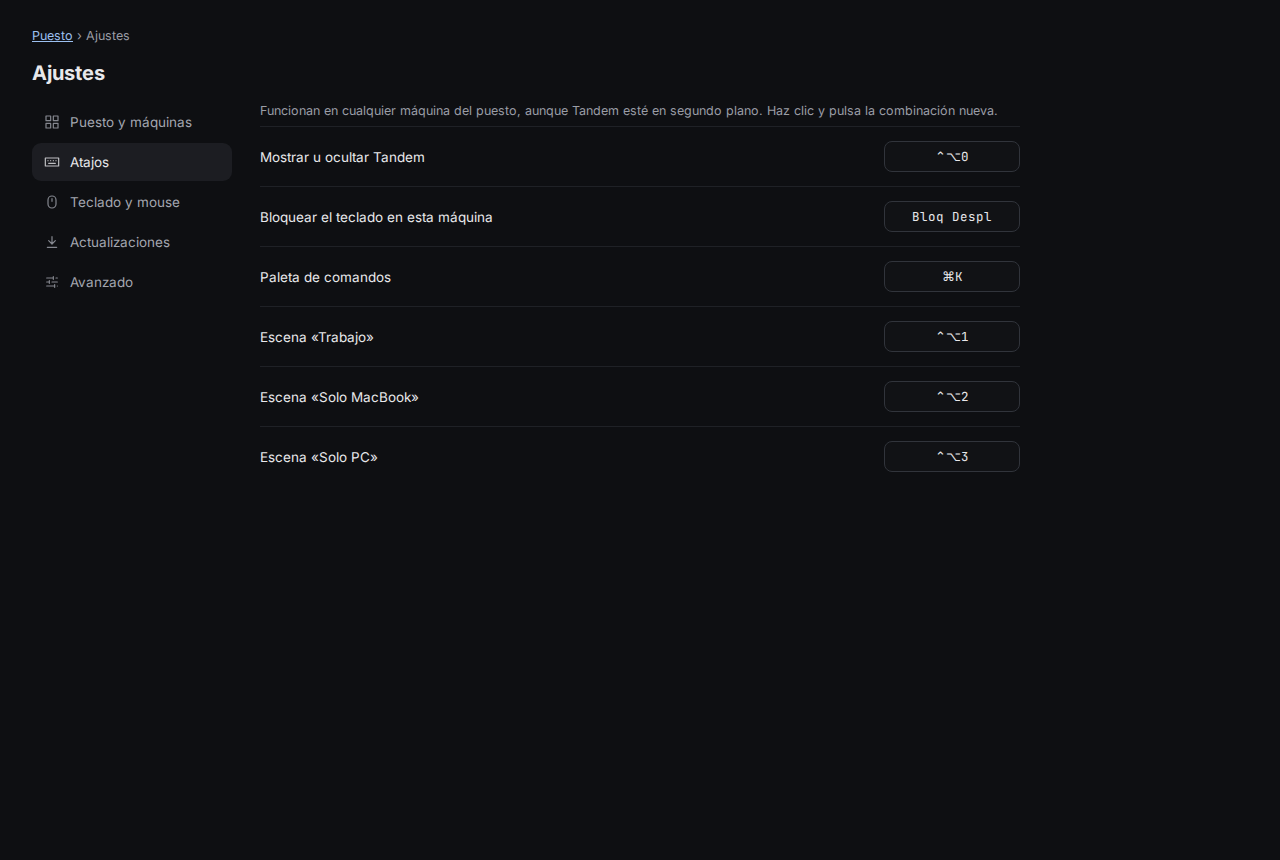 Puesto › Ajustes
Ajustes
Puesto y máquinas
Atajos
Teclado y mouse
Actualizaciones
Avanzado
Funcionan en cualquier máquina del puesto, aunque Tandem esté en segundo plano. Haz clic y pulsa la combinación nueva.
Mostrar u ocultar Tandem ⌃⌥0
Bloquear el teclado en esta máquina Bloq Despl
Paleta de comandos ⌘K
Escena «Trabajo» ⌃⌥1
Escena «Solo MacBook» ⌃⌥2
Escena «Solo PC» ⌃⌥3